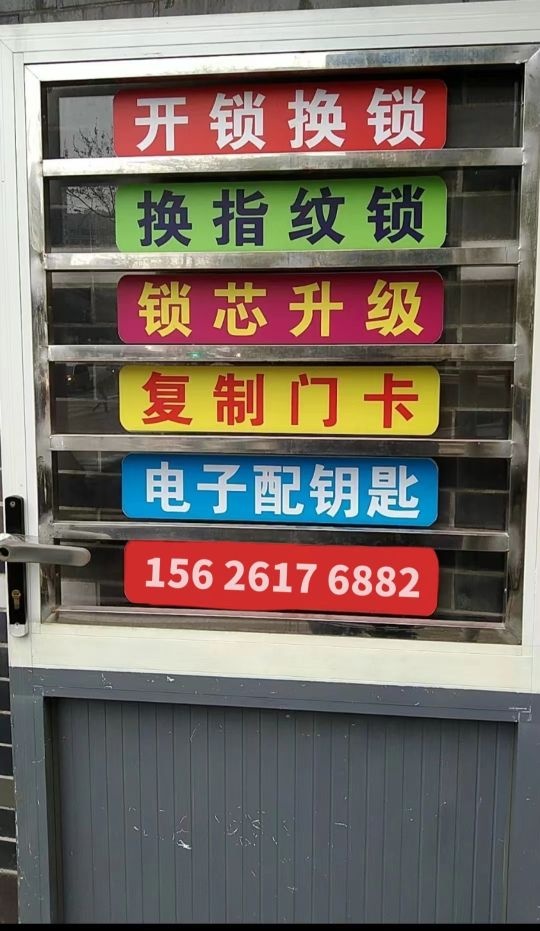 开锁换锁
换指纹锁
锁芯升级
复制门卡
电子配钥匙
156 2617 6882